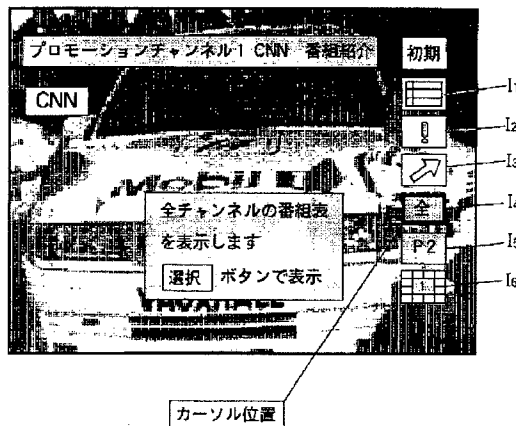 プロモーションチャンネル1 CNN 番組紹介
初期
CNN
I1
I2
I3
MOBIL
全チャンネルの番組表
を表示します
選択 ボタンで表示
全
I4
P2
I5
1
I6
カーソル位置